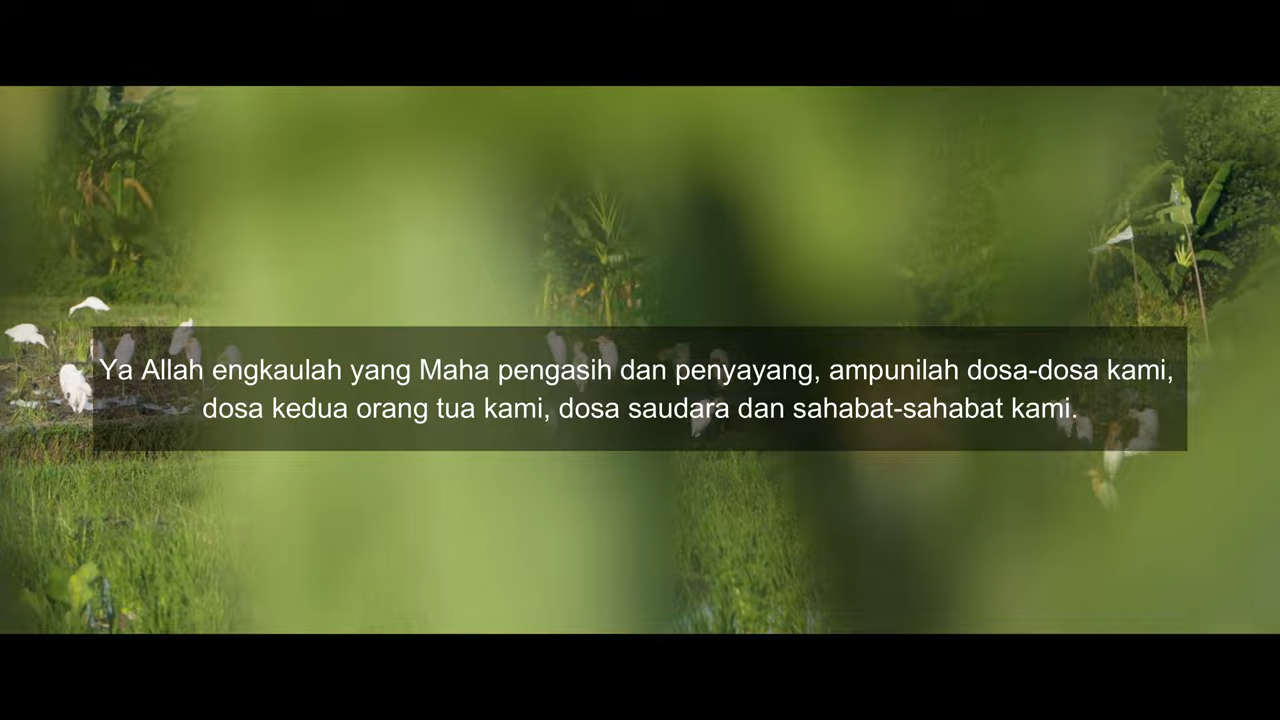 Ya Allah engkaulah yang Maha pengasih dan penyayang, ampunilah dosa-dosa kami,
dosa kedua orang tua kami, dosa saudara dan sahabat-sahabat kami.